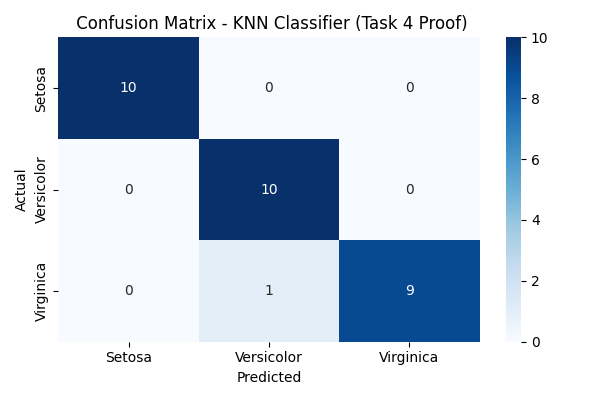 Confusion Matrix - KNN Classifier (Task 4 Proof)
Actual
Setosa
10 0 0
Versicolor
0 10 0
Virginica
0 1 9
Setosa Versicolor Virginica
Predicted
10
8
6
4
2
0